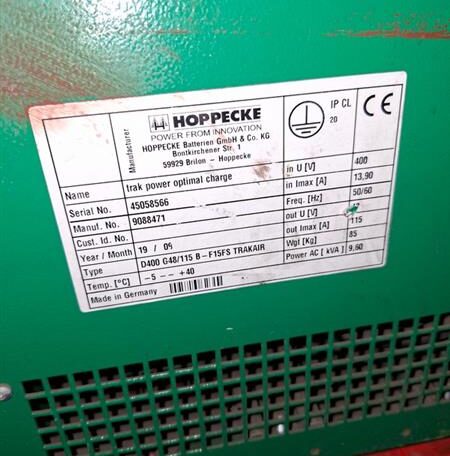 Manufacturer
HOPPECKE
POWER FROM INNOVATION
HOPPECKE Batterien GmbH & Co. KG
Bontkirchener Str. 1
59929 Brilon - Hoppecke
IP CL
20
CE
Name trak power optimal charge
Serial No. 45058566
Manuf. No. 9088471
Cust. Id. No.
Year / Month 19 / 09
Type D400 G48/115 B-F15FS TRAKAIR
Temp. [°C] -5 -- +40
Made in Germany
in U [V] 400
in Imax [A] 13,90
Freq. [Hz] 50/60
out U [V]
out Imax [A] 115
Wgt [Kg] 85
Power AC [kVA] 9,60